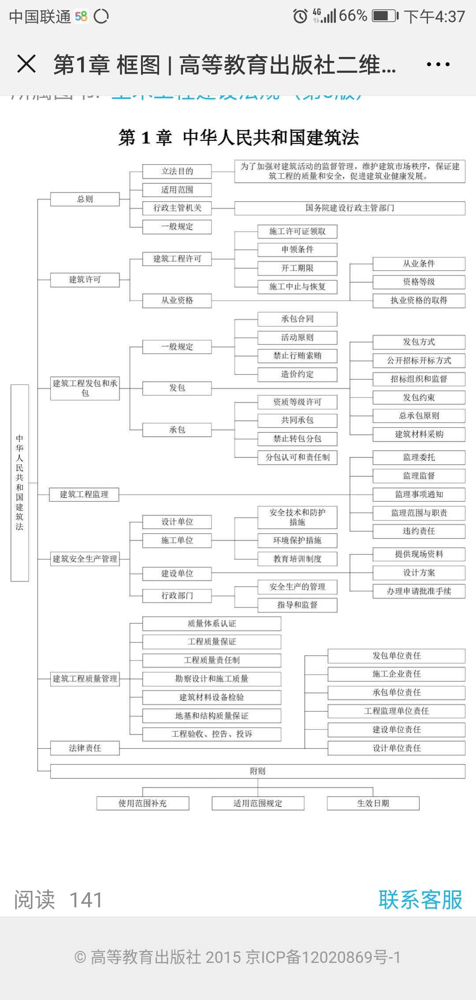 中国联通 58
4G 66% 下午4:37
第1章 框图 | 高等教育出版社二维...
所属图书: 土木工程建设法规（第3版）
第 1 章 中华人民共和国建筑法
中华人民共和国建筑法
总则
立法目的
为了加强对建筑活动的监督管理，维护建筑市场秩序，保证建
筑工程的质量和安全，促进建筑业健康发展。
适用范围
行政主管机关
国务院建设行政主管部门
一般规定
建筑许可
建筑工程许可
施工许可证领取
申领条件
开工期限
施工中止与恢复
从业资格
从业条件
资格等级
执业资格的取得
建筑工程发包和承
包
一般规定
承包合同
活动原则
禁止行贿索贿
造价约定
发包
发包方式
公开招标开标方式
招标组织和监督
发包约束
总承包原则
建筑材料采购
承包
资质等级许可
共同承包
禁止转包分包
分包认可和责任制
建筑工程监理
监理委托
监理监督
监理事项通知
监理范围与职责
违约责任
建筑安全生产管理
设计单位
施工单位
安全技术和防护
措施
环境保护措施
教育培训制度
建设单位
提供现场资料
设计方案
办理申请批准手续
行政部门
安全生产的管理
指导和监督
建筑工程质量管理
质量体系认证
工程质量保证
工程质量责任制
勘察设计和施工质量
建筑材料设备检验
地基和结构质量保证
工程验收、控告、投诉
法律责任
发包单位责任
施工企业责任
承包单位责任
工程监理单位责任
建设单位责任
设计单位责任
附则
使用范围补充
适用范围规定
生效日期
阅读 141
联系客服
© 高等教育出版社 2015 京ICP备12020869号-1